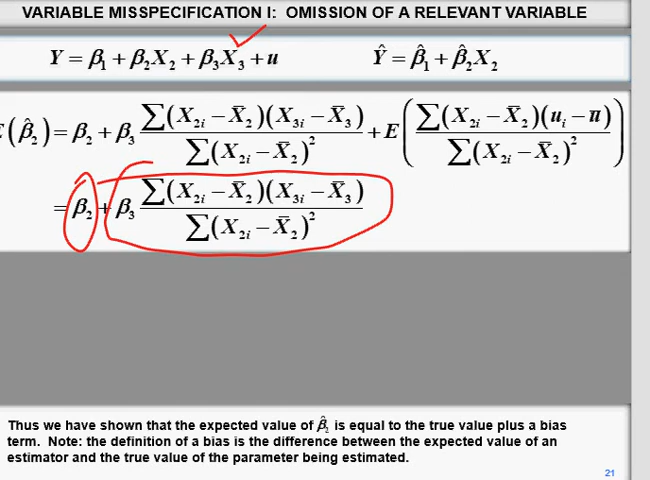 VARIABLE MISSPECIFICATION I: OMISSION OF A RELEVANT VARIABLE
Y = β₁ + β₂X₂ + β₃X₃ + u Ŷ = β̂₁ + β̂₂X₂
E(β̂₂) = β₂ + β₃ ∑(X₂ᵢ − X̄₂)(X₃ᵢ − X̄₃) / ∑(X₂ᵢ − X̄₂)² + E(∑(X₂ᵢ − X̄₂)(uᵢ − ū) / ∑(X₂ᵢ − X̄₂)²)
= β₂ + β₃ ∑(X₂ᵢ − X̄₂)(X₃ᵢ − X̄₃) / ∑(X₂ᵢ − X̄₂)²
Thus we have shown that the expected value of β̂₂ is equal to the true value plus a bias
term. Note: the definition of a bias is the difference between the expected value of an
estimator and the true value of the parameter being estimated.
21